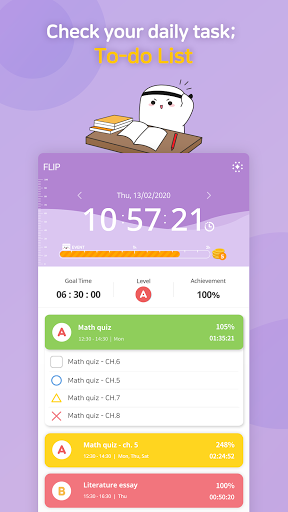 Check your daily task;
To-do List
FLIP
Thu, 13/02/2020
10:57:21
EVENT
Goal Time Level Achievement
06 : 30 : 00 A 100%
A Math quiz 105%
12:30 - 14:30 | Mon 01:35:21
Math quiz - CH.6
Math quiz - CH.5
Math quiz - CH.7
Math quiz - CH.8
A Math quiz - ch. 5 243%
12:30 - 14:30 | Mon, Thu, Sat 02:24:52
B Literature essay 100%
15:30 - 16:30 | Thu 00:50:20